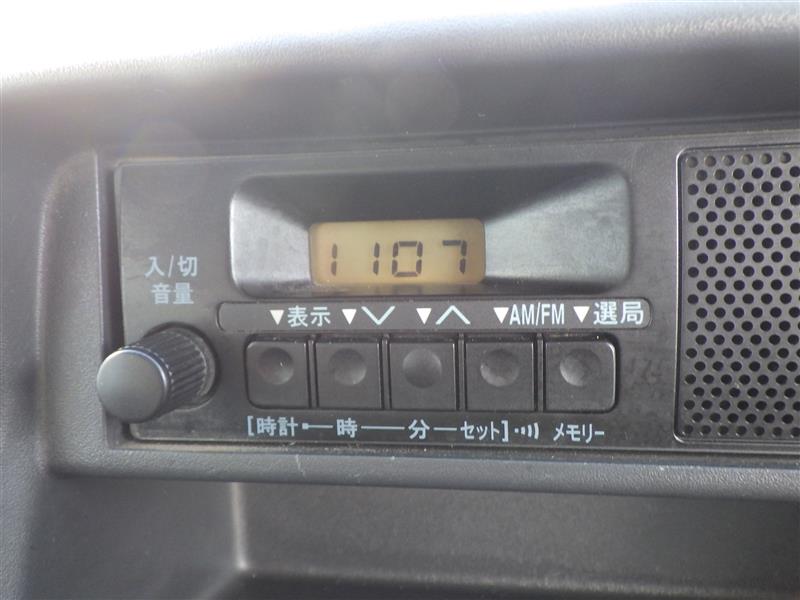 1107
入/切
音量
▼表示 ▼∨ ▼∧ ▼AM/FM ▼選局
[時計 時 分 セット] メモリー